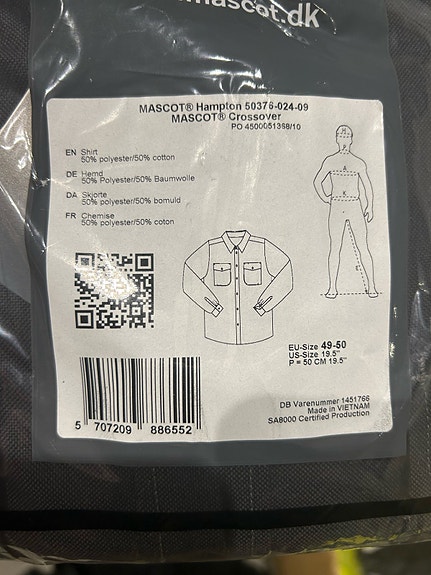 mascot.dk
MASCOT® Hampton 50376-024-09
MASCOT® Crossover
PO 4500051368/10
EN Shirt
50% polyester/50% cotton
DE Hemd
50% Polyester/50% Baumwolle
DA Skjorte
50% polyester/50% bomuld
FR Chemise
50% polyester/50% coton
H
P
A
K
EU-Size 49-50
US-Size 19.5"
P = 50 CM 19.5"
DB Varenummer 1451766
Made in VIETNAM
SA8000 Certified Production
5 707209 886552